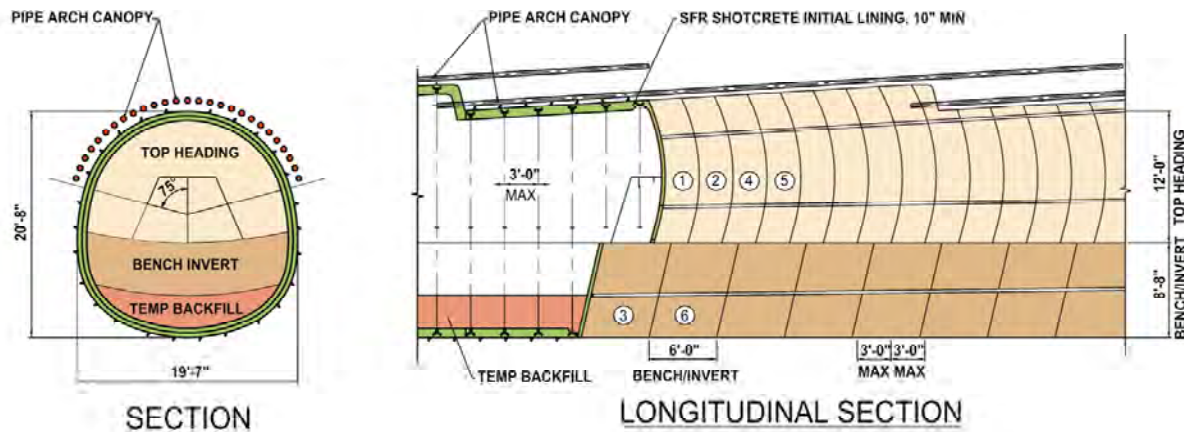 PIPE ARCH CANOPY
TOP HEADING
75°
BENCH INVERT
TEMP BACKFILL
20'-8"
19'-7"
SECTION
PIPE ARCH CANOPY
SFR SHOTCRETE INITIAL LINING, 10" MIN
3'-0"
MAX
1
2
4
5
3
6
12'-0"
TOP HEADING
8'-8"
BENCH/INVERT
TEMP BACKFILL
6'-0"
BENCH/INVERT
3'-0" 3'-0"
MAX MAX
LONGITUDINAL SECTION